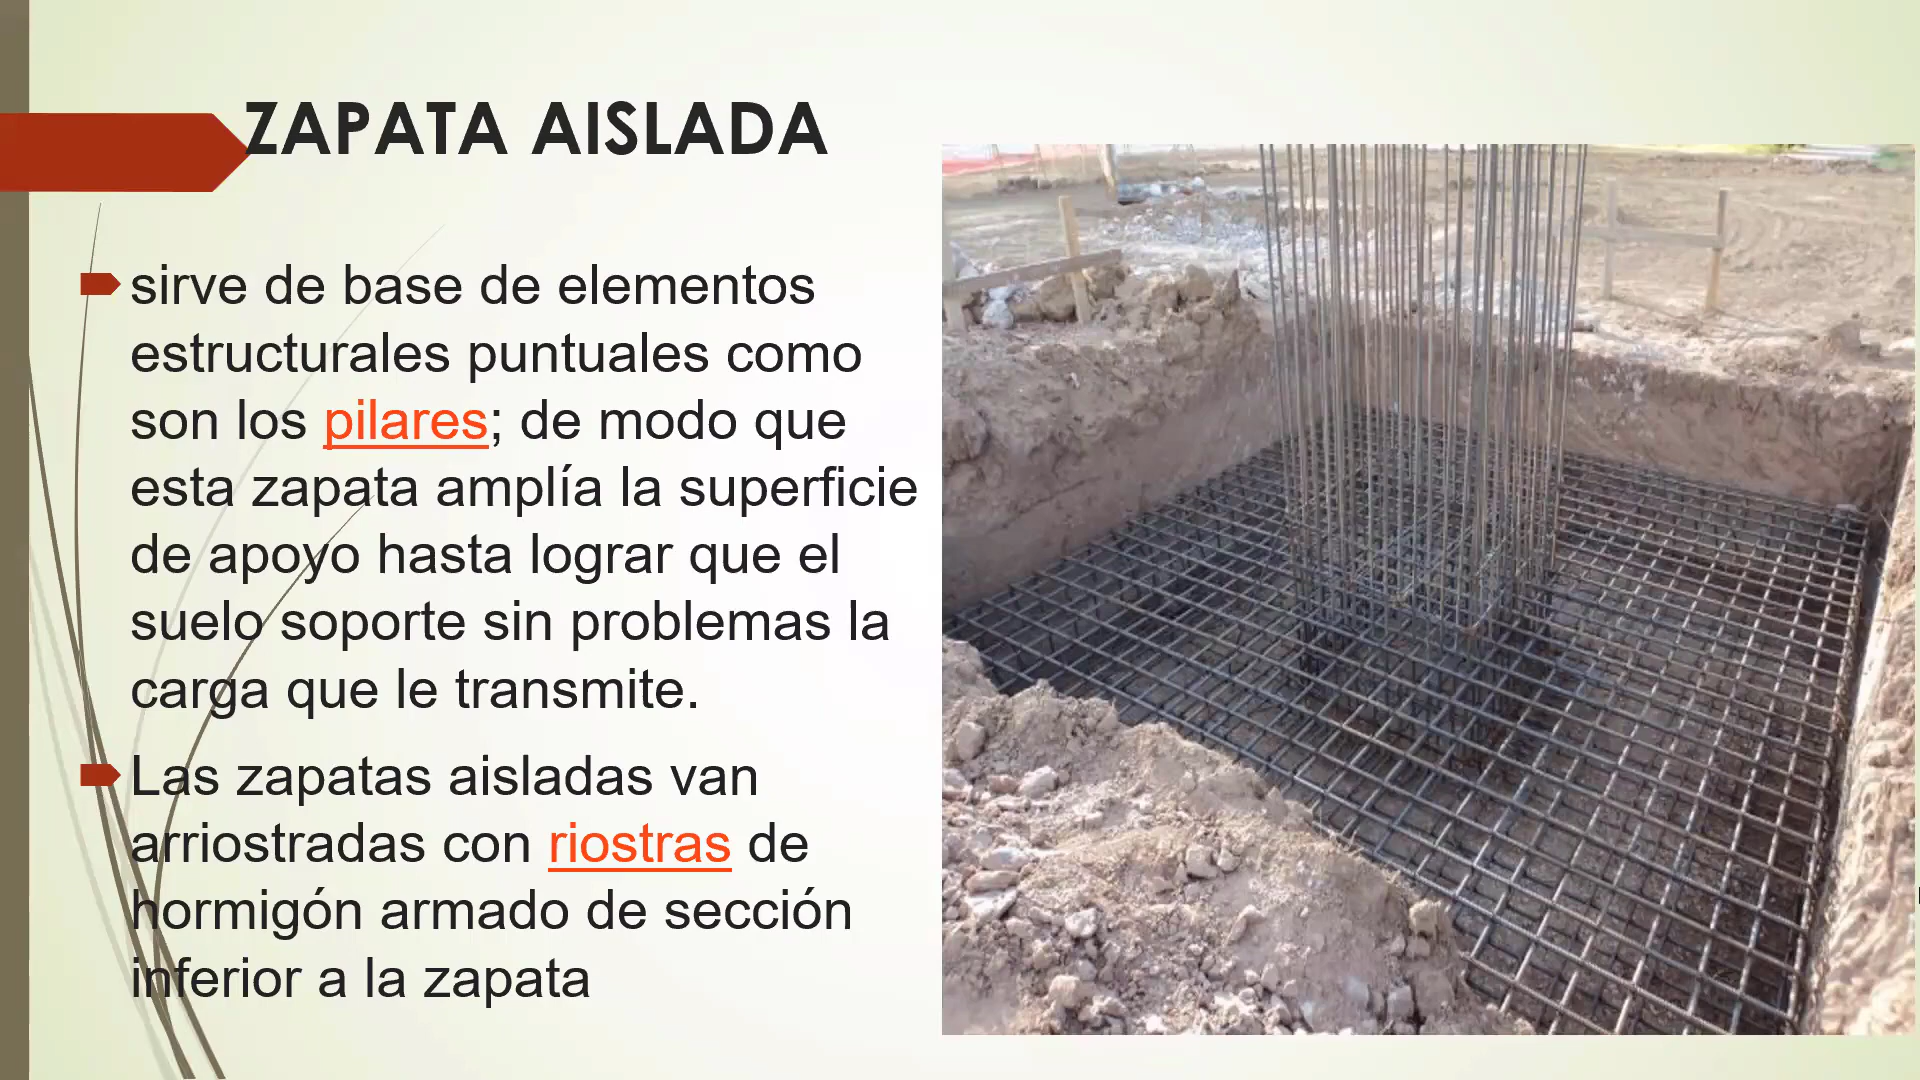 ZAPATA AISLADA
sirve de base de elementos
estructurales puntuales como
son los pilares; de modo que
esta zapata amplía la superficie
de apoyo hasta lograr que el
suelo soporte sin problemas la
carga que le transmite.
Las zapatas aisladas van
arriostradas con riostras de
hormigón armado de sección
inferior a la zapata